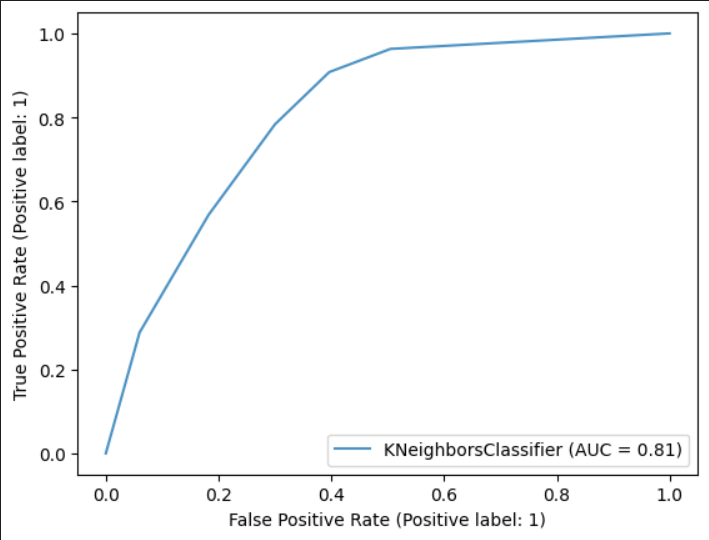 1.0
0.8
0.6
0.4
0.2
0.0
True Positive Rate (Positive label: 1)
KNeighborsClassifier (AUC = 0.81)
0.0 0.2 0.4 0.6 0.8 1.0
False Positive Rate (Positive label: 1)